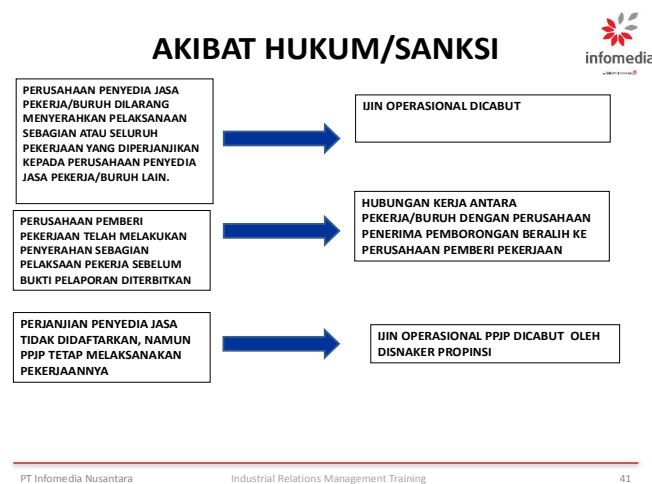 AKIBAT HUKUM/SANKSI
infomedia
PERUSAHAAN PENYEDIA JASA
PEKERJA/BURUH DILARANG
MENYERAHKAN PELAKSANAAN
SEBAGIAN ATAU SELURUH
PEKERJAAN YANG DIPERJANJIKAN
KEPADA PERUSAHAAN PENYEDIA
JASA PEKERJA/BURUH LAIN.
IJIN OPERASIONAL DICABUT
PERUSAHAAN PEMBERI
PEKERJAAN TELAH MELAKUKAN
PENYERAHAN SEBAGIAN
PELAKSAAN PEKERJA SEBELUM
BUKTI PELAPORAN DITERBITKAN
HUBUNGAN KERJA ANTARA
PEKERJA/BURUH DENGAN PERUSAHAAN
PENERIMA PEMBORONGAN BERALIH KE
PERUSAHAAN PEMBERI PEKERJAAN
PERJANJIAN PENYEDIA JASA
TIDAK DIDAFTARKAN, NAMUN
PPJP TETAP MELAKSANAKAN
PEKERJAANNYA
IJIN OPERASIONAL PPJP DICABUT OLEH
DISNAKER PROPINSI
PT Infomedia Nusantara
Industrial Relations Management Training
41